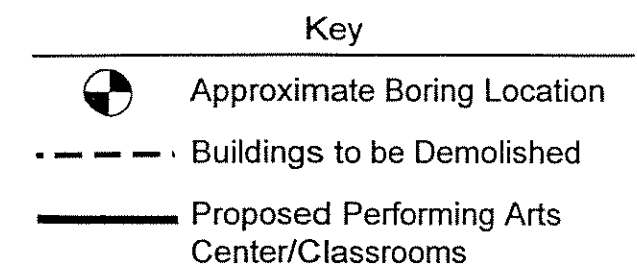 Key
Approximate Boring Location
Buildings to be Demolished
Proposed Performing Arts
Center/Classrooms